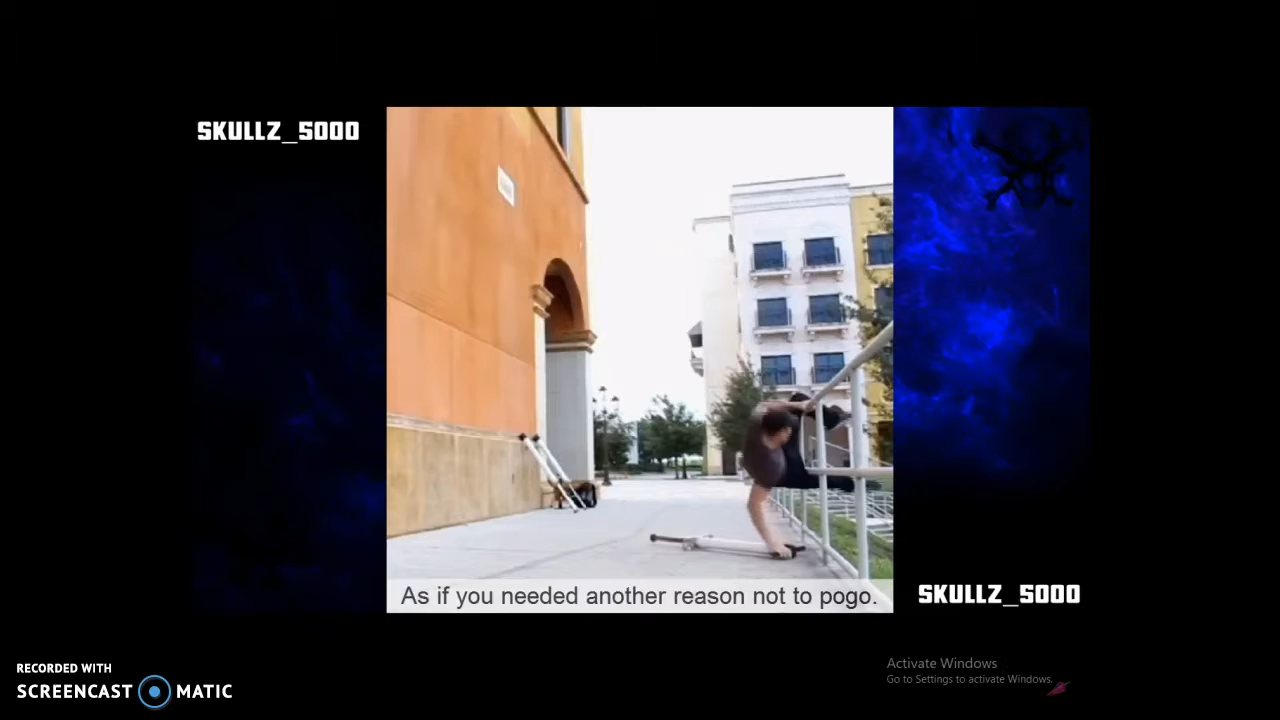 SKULLZ_5000
As if you needed another reason not to pogo.
SKULLZ_5000
RECORDED WITH
SCREENCAST MATIC
Activate Windows
Go to Settings to activate Windows.